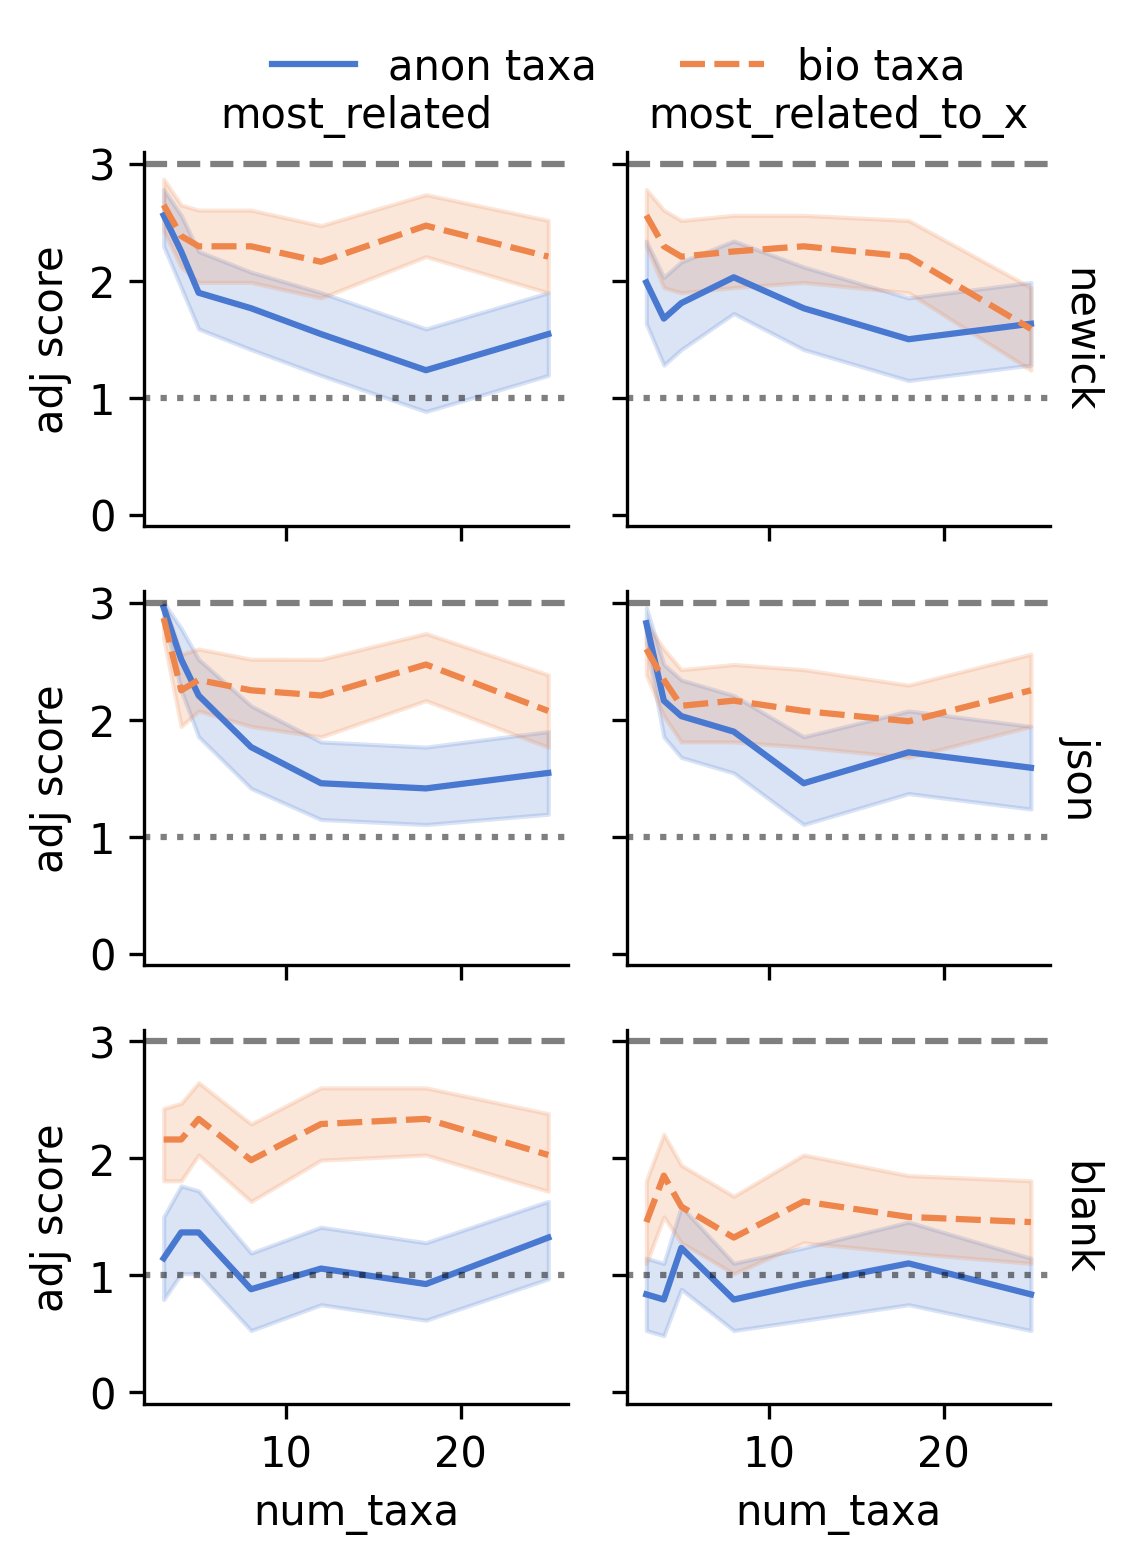 anon taxa bio taxa
most_related most_related_to_x
3
2
1
0
adj score
newick
3
2
1
0
adj score
json
3
2
1
0
adj score
blank
10 20 10 20
num_taxa num_taxa